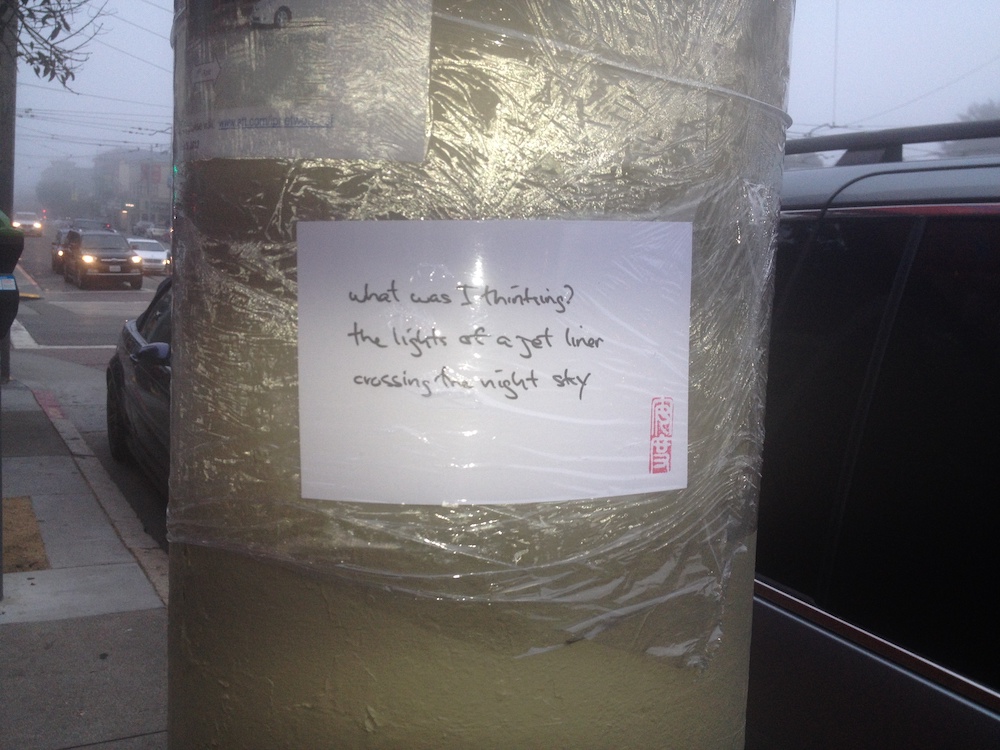 what was I thinking?
the lights of a jet liner
crossing the night sky